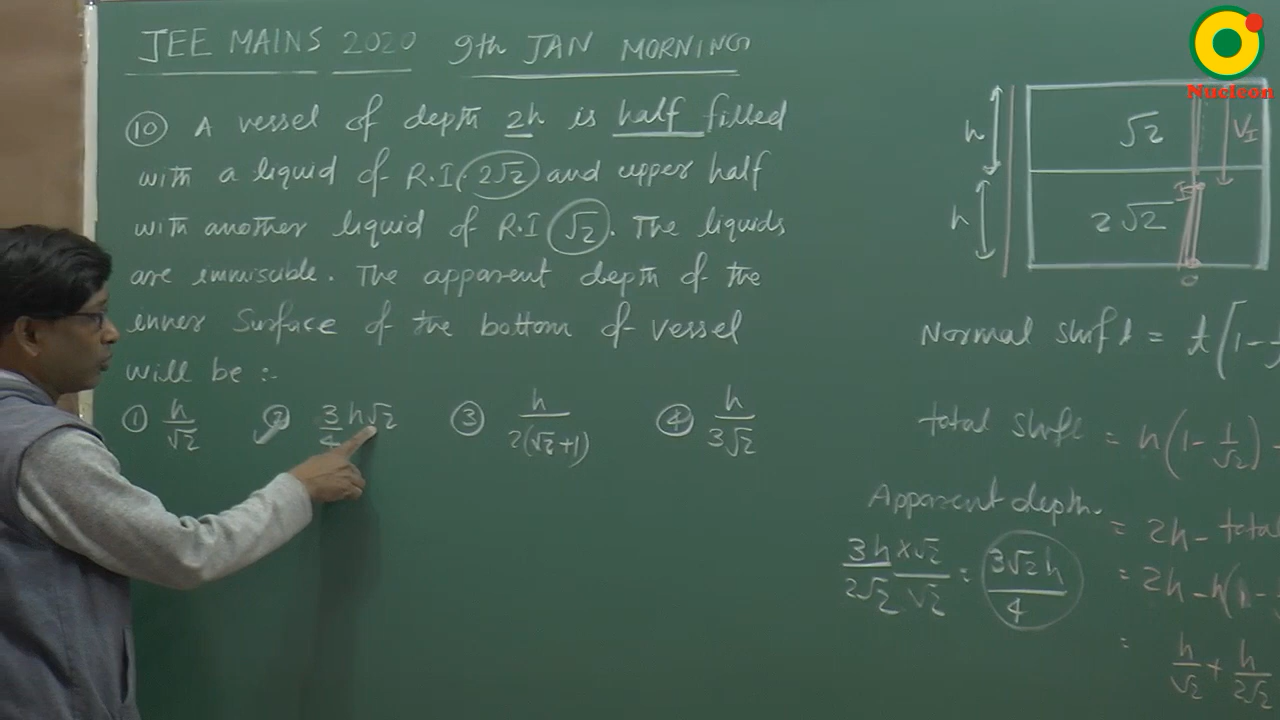 JEE MAINS 2020 9th JAN MORNING
⑩ A vessel of depth 2h is half filled
with a liquid of R.I. 2√2 and upper half
with another liquid of R.I √2. The liquids
are immiscible. The apparent depth of the
inner surface of the bottom of vessel
will be :-
① h/√2 ② 3/4 h√2 ③ h/2(√2+1) ④ h/3√2
Nucleon
h √2 V_I
h 2√2 I
O
Normal shift = t(1-
total shift = h(1-1/√2)
Apparent depth = 2h - total
= 2h - h(1-
= h/√2 + h/2√2
3h/2√2 × √2/√2 = 3√2h/4